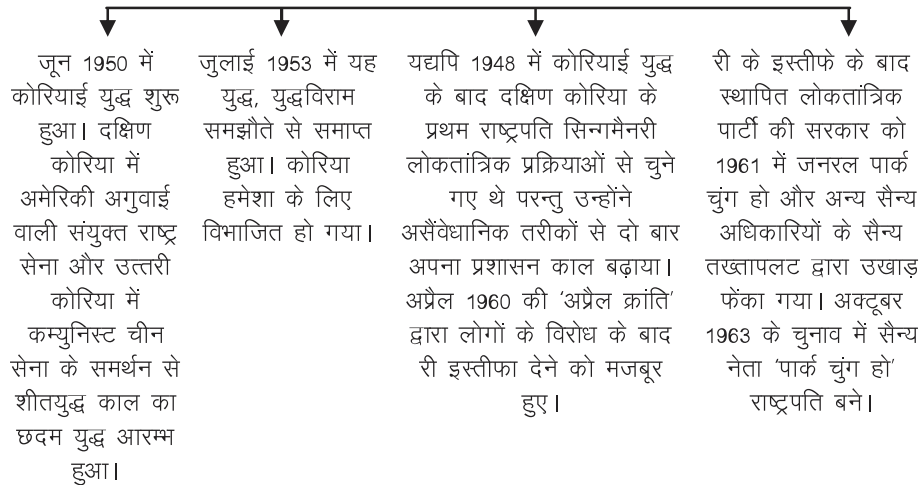 जून 1950 में
कोरियाई युद्ध शुरू
हुआ। दक्षिण
कोरिया में
अमेरिकी अगुवाई
वाली संयुक्त राष्ट्र
सेना और उत्तरी
कोरिया में
कम्युनिस्ट चीन
सेना के समर्थन से
शीतयुद्ध काल का
छदम युद्ध आरम्भ
हुआ।
जुलाई 1953 में यह
युद्ध, युद्धविराम
समझौते से समाप्त
हुआ। कोरिया
हमेशा के लिए
विभाजित हो गया।
यद्यपि 1948 में कोरियाई युद्ध
के बाद दक्षिण कोरिया के
प्रथम राष्ट्रपति सिन्गमैनरी
लोकतांत्रिक प्रक्रियाओं से चुने
गए थे परन्तु उन्होंने
असैंवेधानिक तरीकों से दो बार
अपना प्रशासन काल बढ़ाया।
अप्रैल 1960 की 'अप्रैल क्रांति'
द्वारा लोगों के विरोध के बाद
री इस्तीफा देने को मजबूर
हुए।
री के इस्तीफे के बाद
स्थापित लोकतांत्रिक
पार्टी की सरकार को
1961 में जनरल पार्क
चुंग हो और अन्य सैन्य
अधिकारियों के सैन्य
तख्तापलट द्वारा उखाड़
फेंका गया। अक्टूबर
1963 के चुनाव में सैन्य
नेता 'पार्क चुंग हो'
राष्ट्रपति बने।